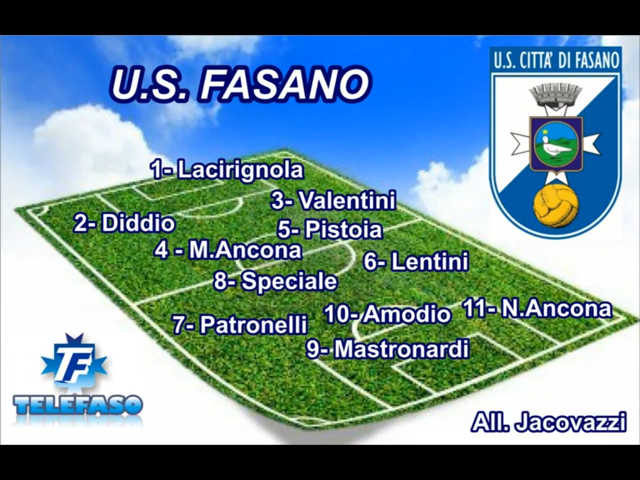 U.S. CITTA' DI FASANO
U.S. FASANO
1- Lacirignola
3- Valentini
2- Diddio
5- Pistoia
4 - M.Ancona
6- Lentini
8- Speciale
11- N.Ancona
10- Amodio
7- Patronelli
9- Mastronardi
TF
TELEFASO
All. Jacovazzi